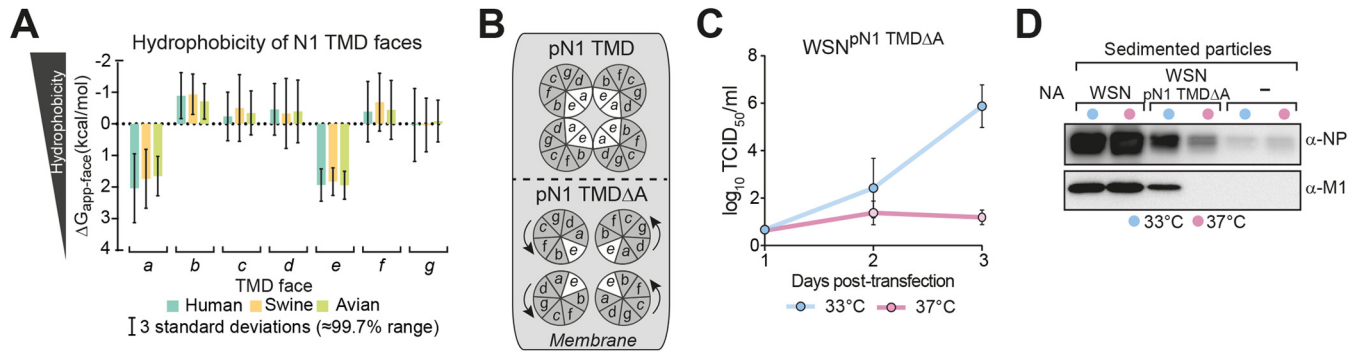 A
Hydrophobicity of N1 TMD faces
Hydrophobicity
ΔGapp-face(kcal/mol)
-2
-1
0
1
2
3
4
a b c d e f g
TMD face
Human Swine Avian
3 standard deviations (≈99.7% range)
B
pN1 TMD
c g d
f a
b e
d g c
a f
e b
b e
f a
c g d
e b
a f
d g c
pN1 TMDΔA
g d
c a
f b e
d g
a c
e b f
a e
d b
g c f
e b
a f
d g c
Membrane
C
WSNpN1 TMDΔA
log10 TCID50/ml
8
6
4
2
0
1 2 3
Days post-transfection
33°C 37°C
D
Sedimented particles
WSN
NA WSN pN1 TMDΔA -
α-NP
α-M1
33°C 37°C